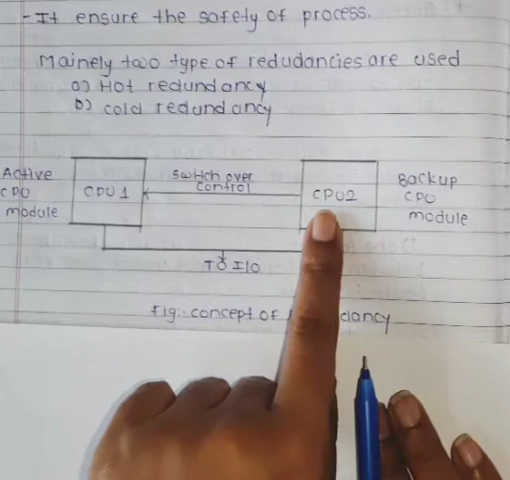 - It ensure the safety of process.
Mainely two type of redudancies are used
a) Hot redundancy
b) cold redundancy
Active
CPU
module
CPU 1
Switch over
control
CPU2
Backup
CPU
module
To I/O
fig:- concept of dancy